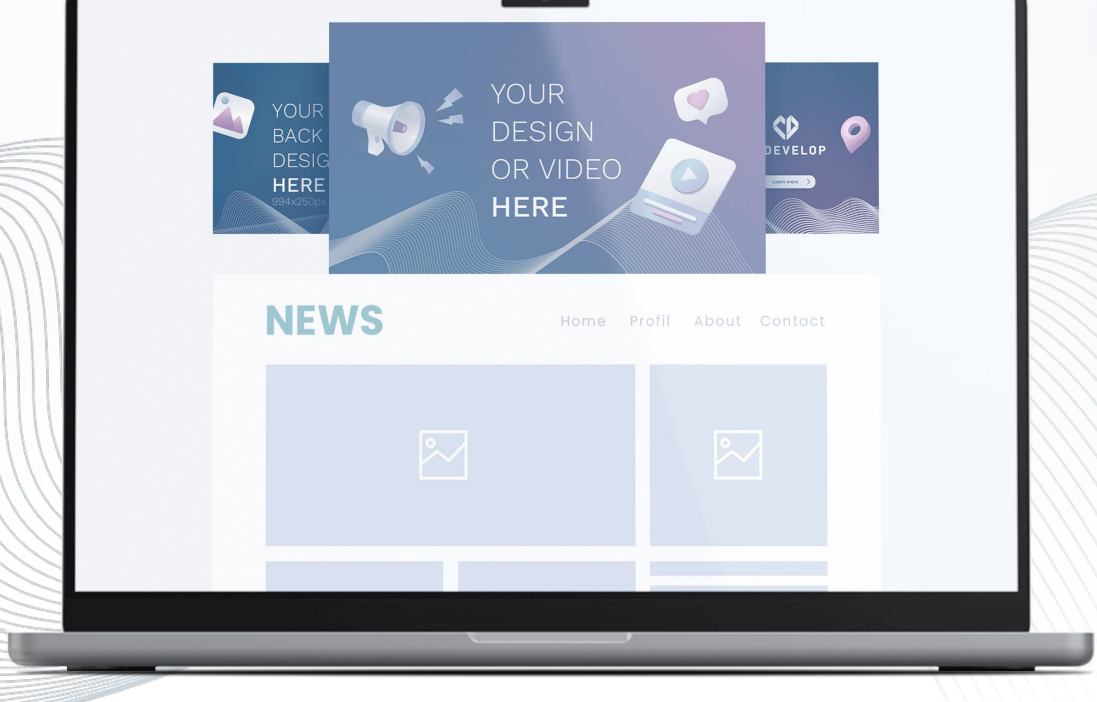 YOUR
BACK
DESIG
HERE
994x250px
YOUR
DESIGN
OR VIDEO
HERE
DEVELOP
Learn more
NEWS
Home Profil About Contact